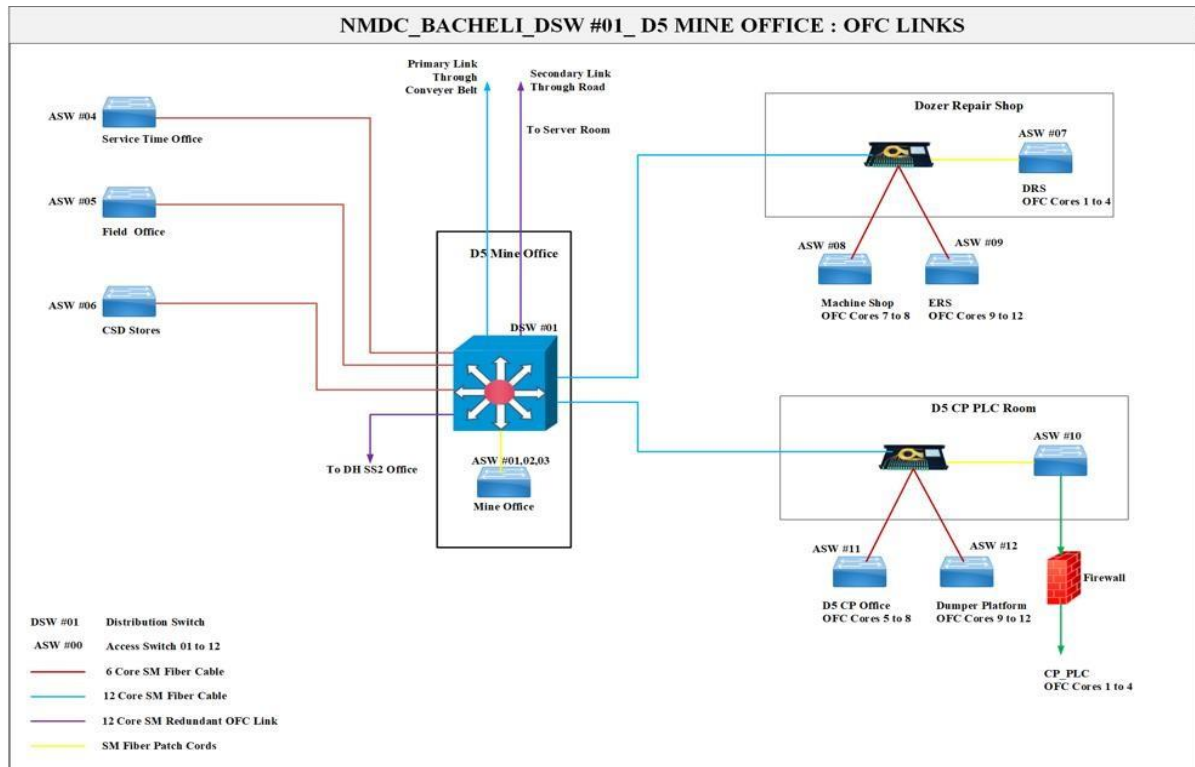 NMDC_BACHELI_DSW #01_ D5 MINE OFFICE : OFC LINKS
Primary Link
Through
Conveyer Belt
Secondary Link
Through Road
To Server Room
ASW #04
Service Time Office
ASW #05
Field Office
ASW #06
CSD Stores
D5 Mine Office
DSW #01
To DH SS2 Office
ASW #01,02,03
Mine Office
Dozer Repair Shop
ASW #07
DRS
OFC Cores 1 to 4
ASW #08
Machine Shop
OFC Cores 7 to 8
ASW #09
ERS
OFC Cores 9 to 12
D5 CP PLC Room
ASW #10
ASW #11
D5 CP Office
OFC Cores 5 to 8
ASW #12
Dumper Platform
OFC Cores 9 to 12
Firewall
CP_PLC
OFC Cores 1 to 4
DSW #01 Distribution Switch
ASW #00 Access Switch 01 to 12
6 Core SM Fiber Cable
12 Core SM Fiber Cable
12 Core SM Redundant OFC Link
SM Fiber Patch Cords